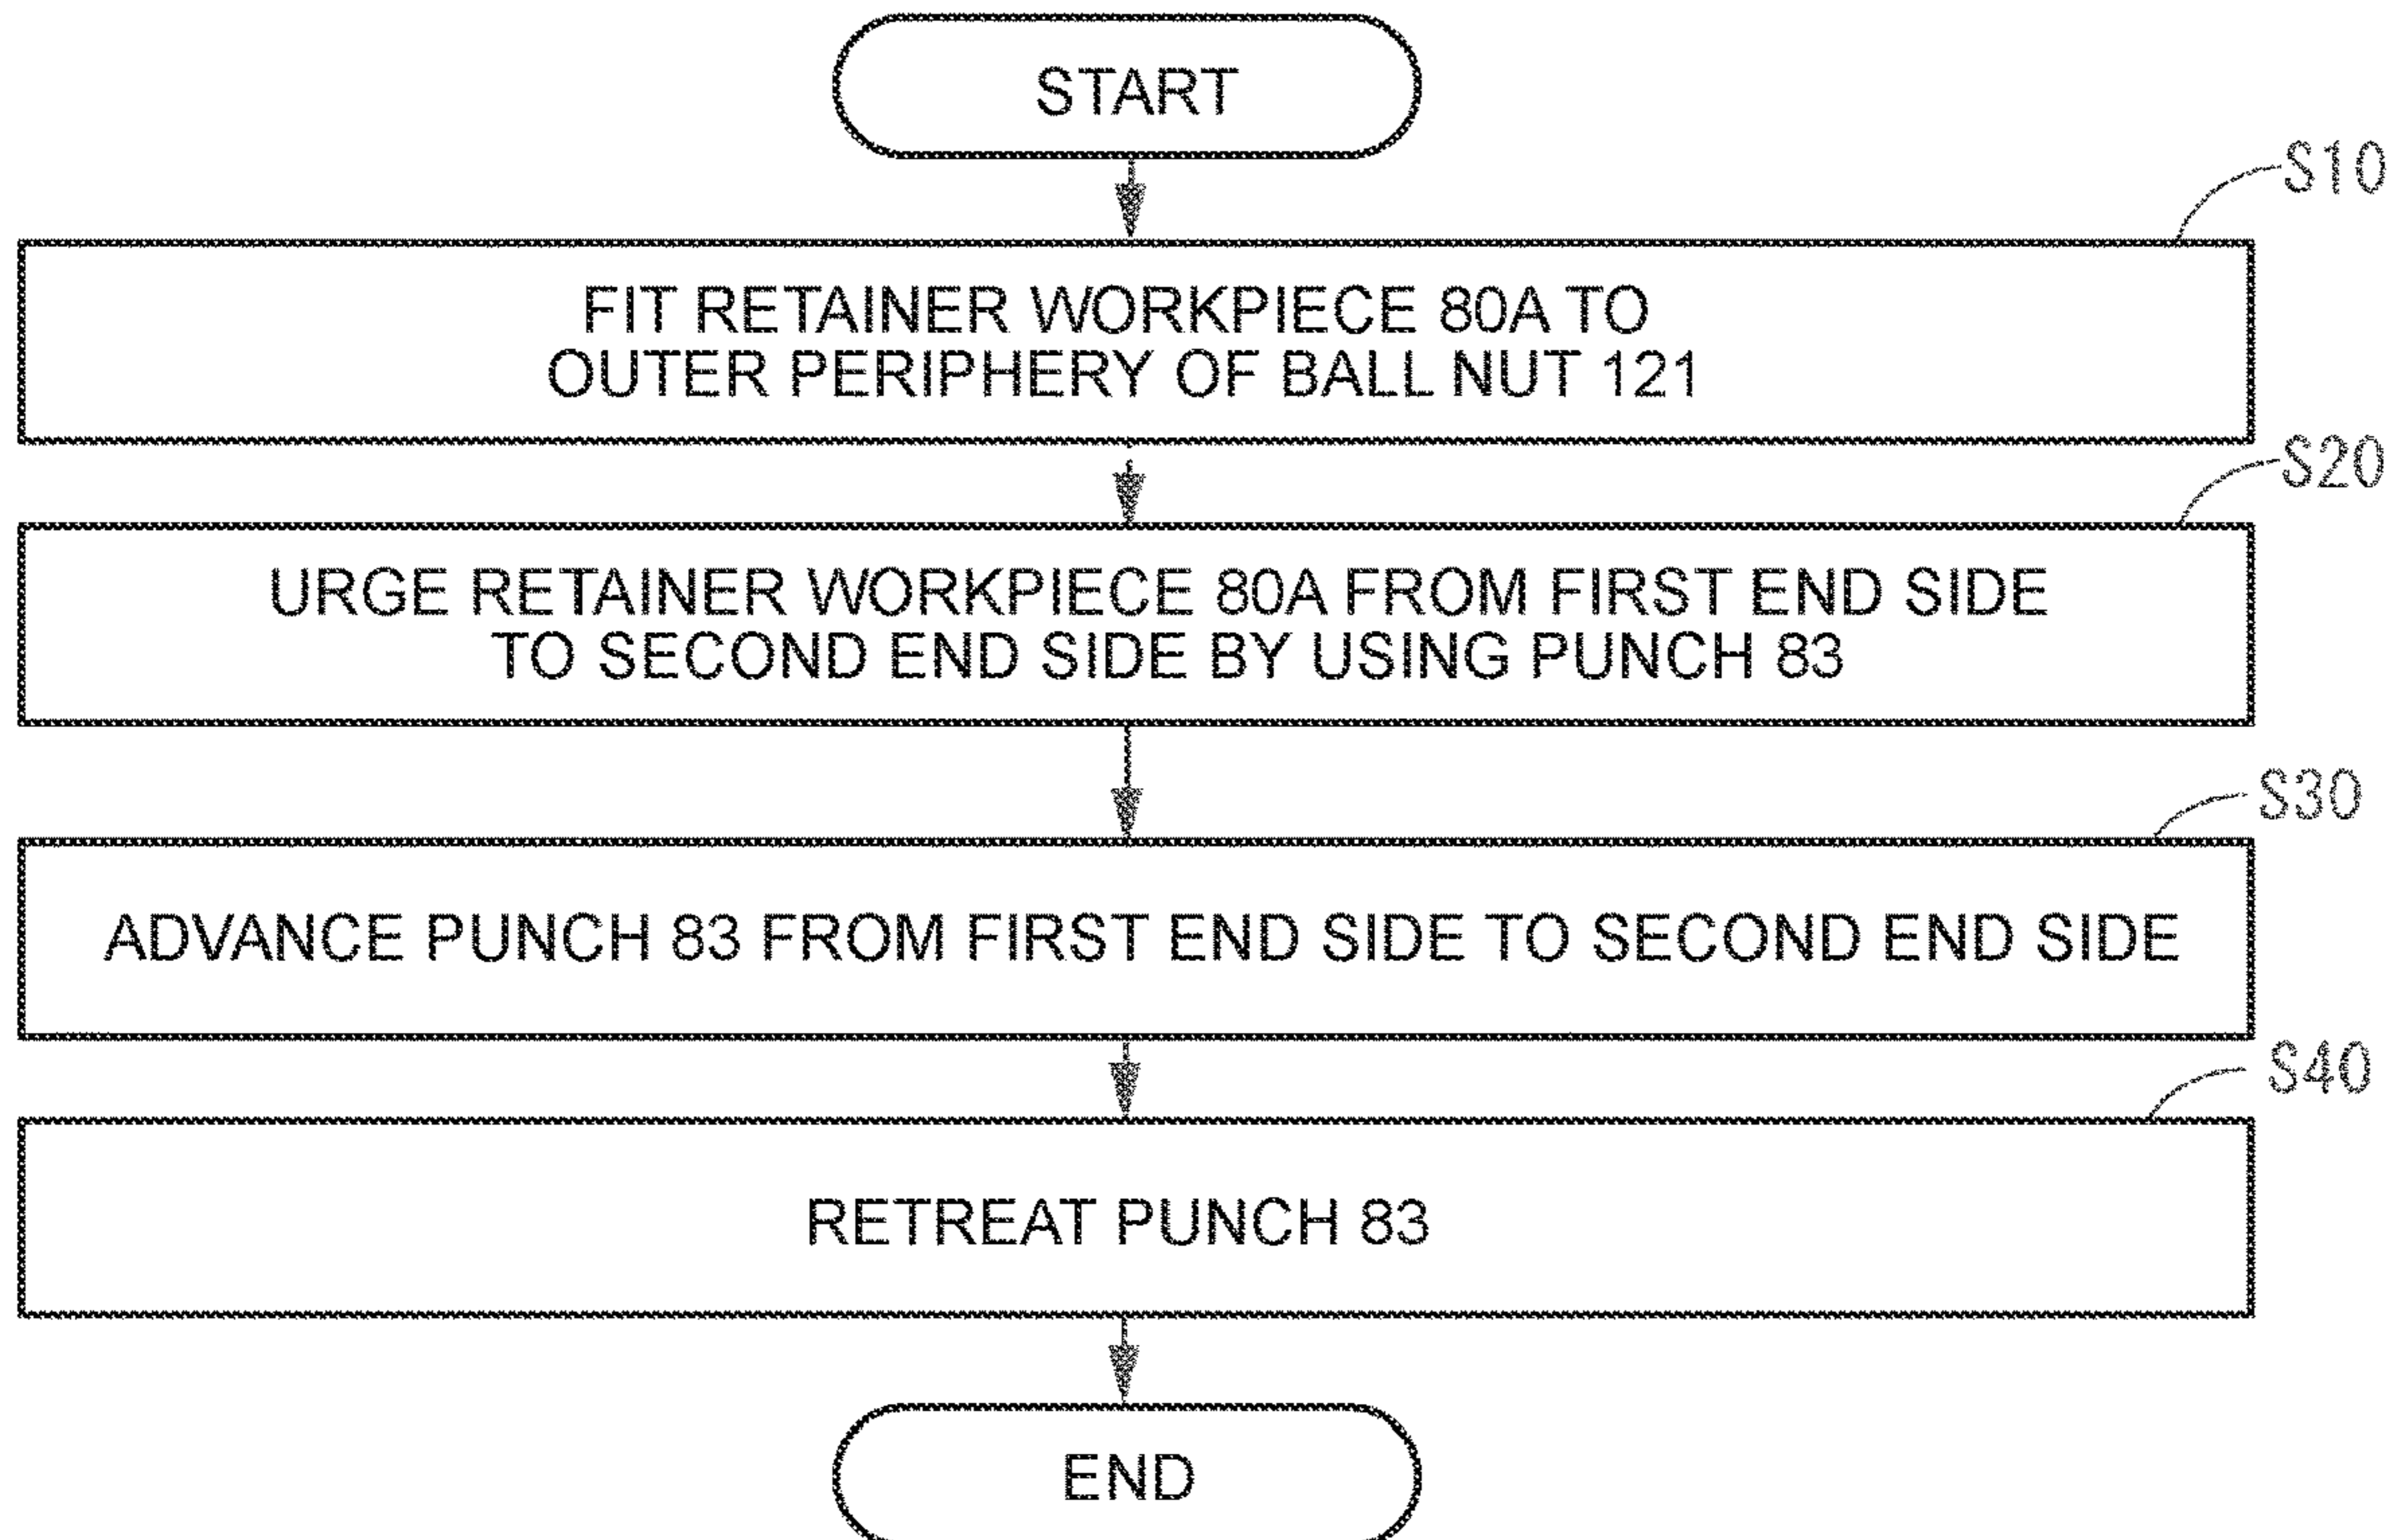 START
S10
FIT RETAINER WORKPIECE 80A TO
OUTER PERIPHERY OF BALL NUT 121
S20
URGE RETAINER WORKPIECE 80A FROM FIRST END SIDE
TO SECOND END SIDE BY USING PUNCH 83
S30
ADVANCE PUNCH 83 FROM FIRST END SIDE TO SECOND END SIDE
S40
RETREAT PUNCH 83
END